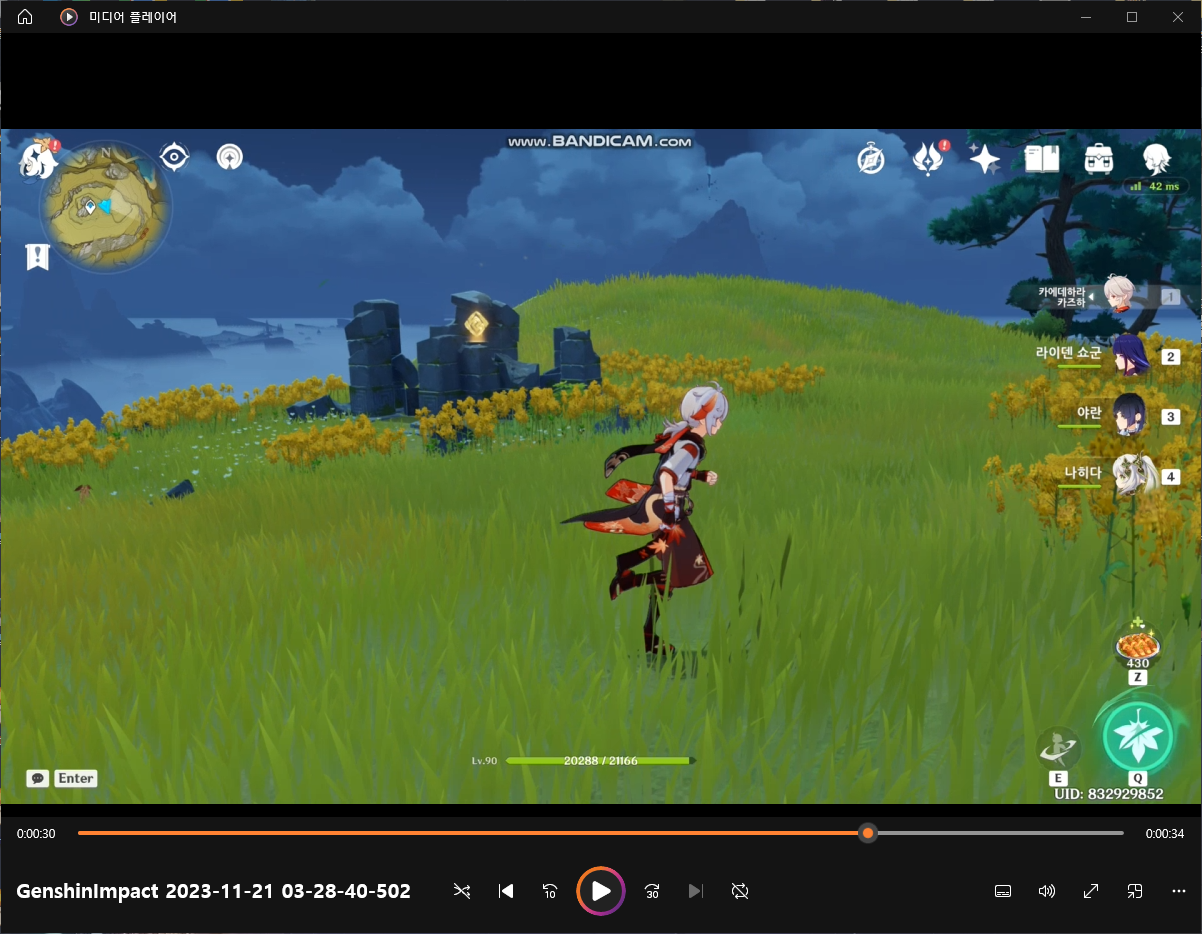 미디어 플레이어
www.BANDICAM.com
N
42 ms
카에데하라
카즈하
1
라이덴 쇼군
2
야란
3
나히다
4
430
Z
Lv.90
20288 / 21166
Enter
E
Q
UID: 832929852
0:00:30
0:00:34
GenshinImpact 2023-11-21 03-28-40-502
10
30